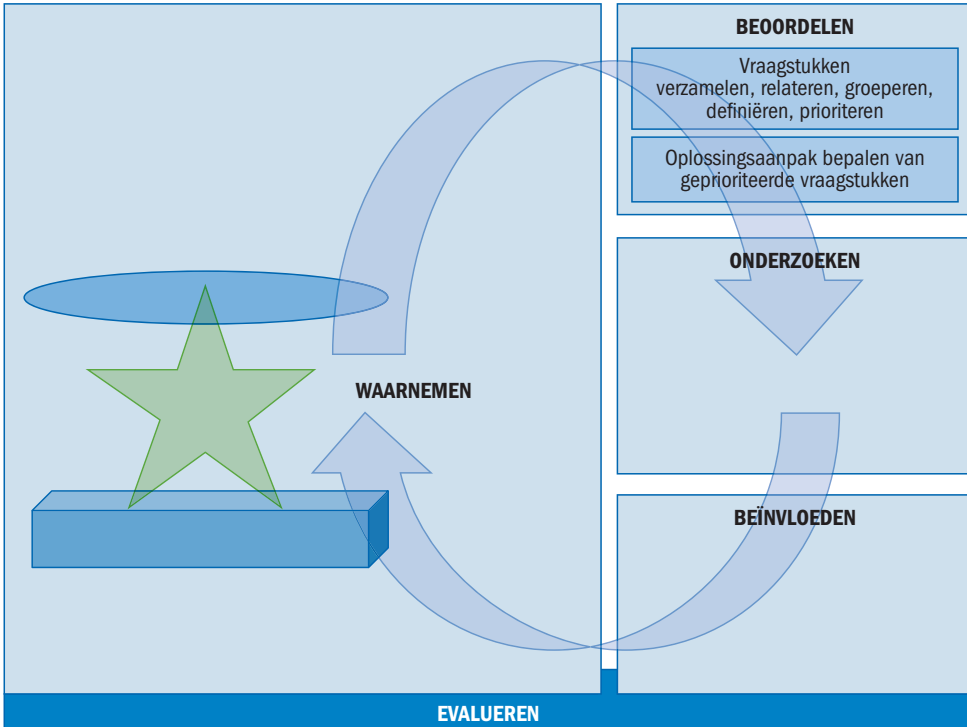 BEOORDELEN
Vraagstukken
verzamelen, relateren, groeperen,
definiëren, prioriteren
Oplossingsaanpak bepalen van
geprioriteerde vraagstukken
ONDERZOEKEN
WAARNEMEN
BEÏNVLOEDEN
EVALUEREN